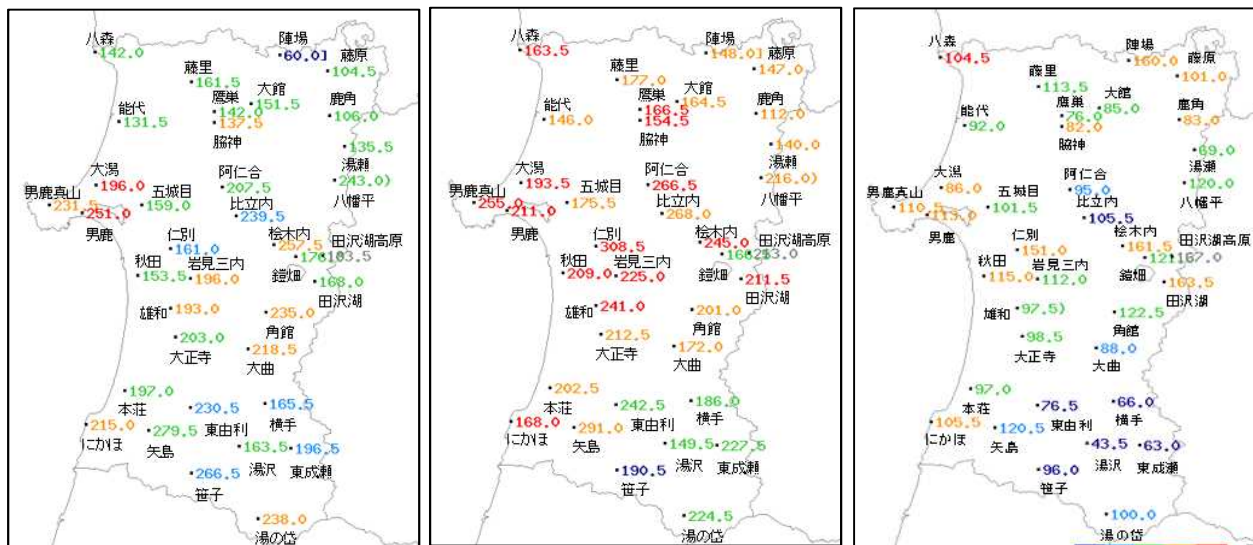 八森
142.0
陣場
60.0]
藤原
104.5
藤里
161.5
大館
151.5
鷹巣
142.0
137.5
脇神
鹿角
106.0
能代
131.5
135.5
湯瀬
大潟
196.0
阿仁合
207.5
243.0)
八幡平
男鹿真山
231.5
251.0
男鹿
五城目
159.0
比立内
239.5
仁別
161.0
桧木内
257.5
田沢湖高原
秋田
153.5
岩見三内
196.0
鎧畑
168.0
田沢湖
雄和
193.0
235.0
角館
203.0
大正寺
218.5
大曲
197.0
本荘
230.5
東由利
165.5
横手
215.0
にかほ
279.5
矢島
163.5
湯沢
196.5
東成瀬
266.5
笹子
238.0
湯の岱
八森
163.5
陣場
148.0]
藤原
147.0
藤里
177.0
大館
164.5
鷹巣
166.5
154.5
脇神
鹿角
112.0
能代
146.0
140.0
湯瀬
大潟
193.5
阿仁合
266.5
216.0)
八幡平
男鹿真山
255.0
211.0
男鹿
五城目
175.5
比立内
268.0
仁別
308.5
桧木内
245.0
田沢湖高原
秋田
209.0
岩見三内
225.0
鎧畑
211.5
田沢湖
雄和
241.0
201.0
角館
212.5
大正寺
172.0
大曲
202.5
本荘
242.5
東由利
186.0
横手
168.0
にかほ
291.0
矢島
149.5
湯沢
227.5
東成瀬
190.5
笹子
224.5
湯の岱
八森
104.5
陣場
160.0
藤原
101.0
藤里
113.5
大館
85.0
鷹巣
76.0
82.0
脇神
鹿角
83.0
能代
92.0
69.0
湯瀬
大潟
86.0
阿仁合
95.0
120.0
八幡平
男鹿真山
110.5
113.0
男鹿
五城目
101.5
比立内
105.5
仁別
151.0
桧木内
161.5
田沢湖高原
167.0
秋田
115.0
岩見三内
112.0
鎧畑
163.5
田沢湖
雄和
97.5)
122.5
角館
98.5
大正寺
88.0
大曲
97.0
本荘
76.5
東由利
66.0
横手
105.5
にかほ
120.5
矢島
43.5
湯沢
63.0
東成瀬
96.0
笹子
100.0
湯の岱